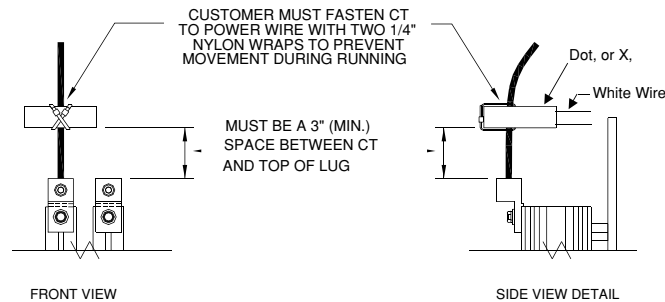 CUSTOMER MUST FASTEN CT
TO POWER WIRE WITH TWO 1/4"
NYLON WRAPS TO PREVENT
MOVEMENT DURING RUNNING
Dot, or X,
White Wire
MUST BE A 3" (MIN.)
SPACE BETWEEN CT
AND TOP OF LUG
FRONT VIEW
SIDE VIEW DETAIL